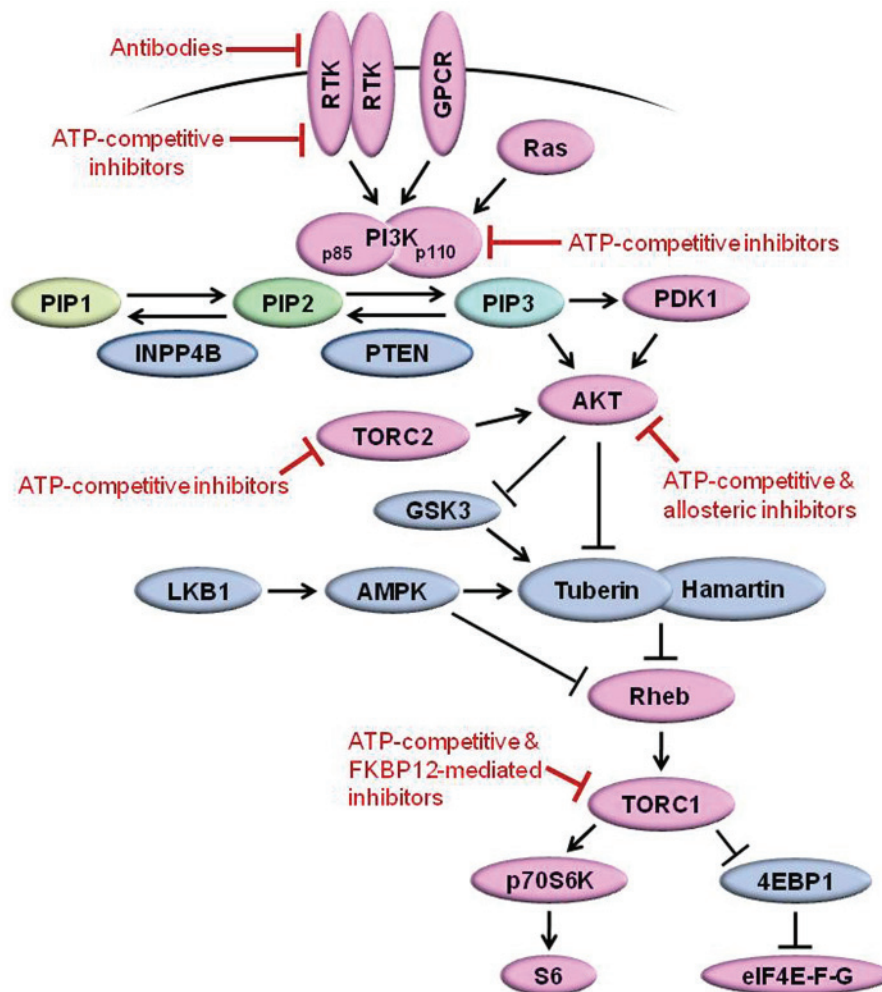 Antibodies
RTK
RTK
GPCR
ATP-competitive
inhibitors
Ras
PI3K
p85
p110
ATP-competitive inhibitors
PIP1
PIP2
PIP3
PDK1
INPP4B
PTEN
AKT
TORC2
ATP-competitive inhibitors
ATP-competitive &
allosteric inhibitors
GSK3
LKB1
AMPK
Tuberin
Hamartin
Rheb
ATP-competitive &
FKBP12-mediated
inhibitors
TORC1
p70S6K
4EBP1
S6
eIF4E-F-G